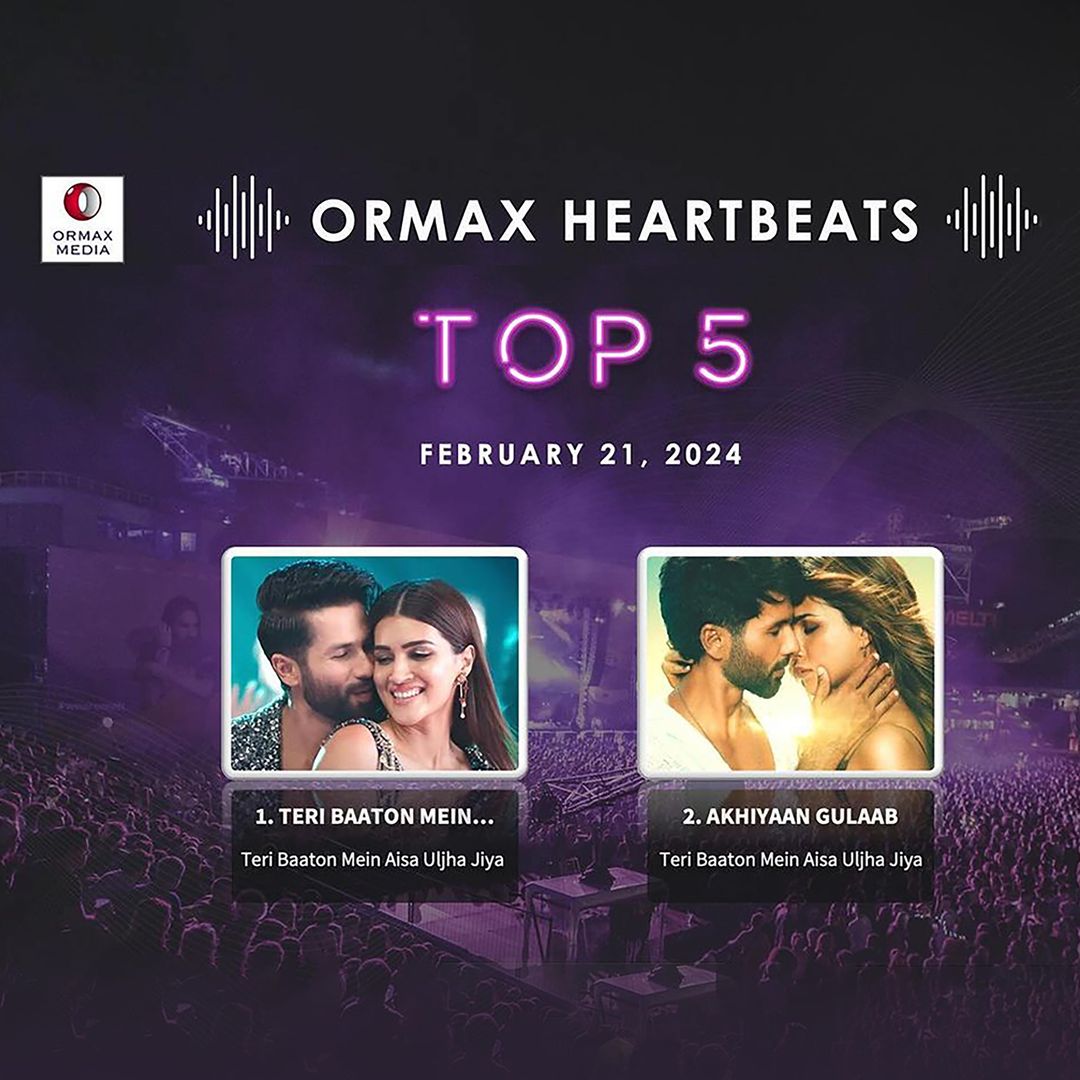 ORMAX
MEDIA
ORMAX HEARTBEATS
TOP 5
FEBRUARY 21, 2024
1. TERI BAATON MEIN...
Teri Baaton Mein Aisa Uljha Jiya
2. AKHIYAAN GULAAB
Teri Baaton Mein Aisa Uljha Jiya